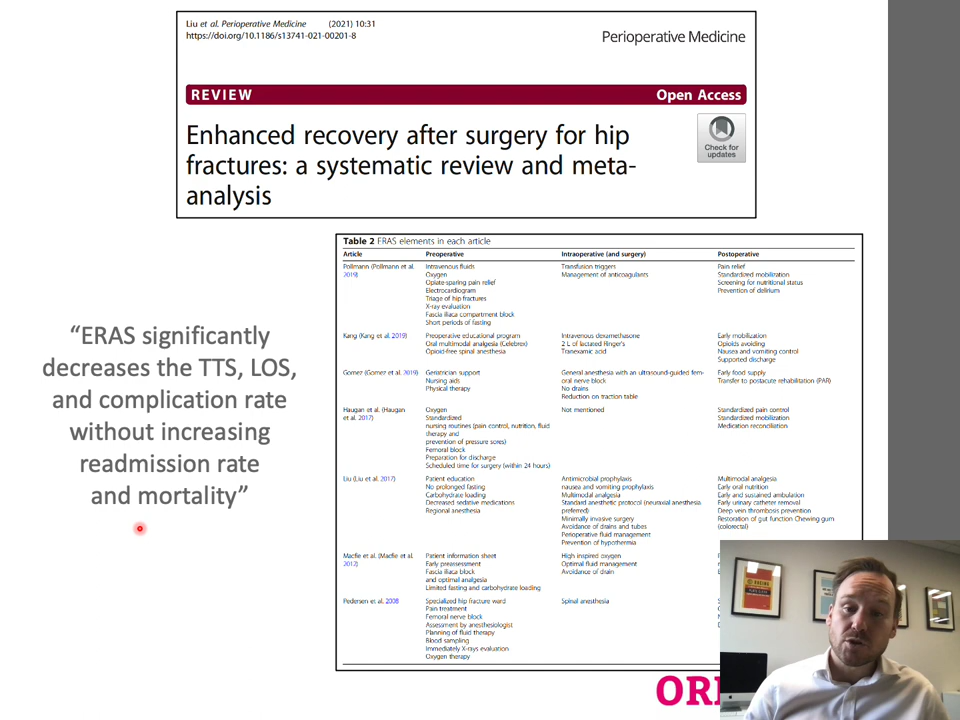 Liu et al. Perioperative Medicine (2021) 10:31
https://doi.org/10.1186/s13741-021-00201-8
Perioperative Medicine
REVIEW Open Access
Enhanced recovery after surgery for hip
fractures: a systematic review and meta-
analysis
Check for
updates
“ERAS significantly
decreases the TTS, LOS,
and complication rate
without increasing
readmission rate
and mortality”
Table 2 ERAS elements in each article
Article Preoperative Intraoperative (and surgery) Postoperative
Pollmann (Pollmann et al. Intravenous fluids Transfusion triggers Pain relief
2019) Oxygen Management of anticoagulants Standardized mobilization
Opiate-sparing pain relief Screening for nutritional status
Electrocardiogram Prevention of delirium
Triage of hip fractures
X-ray evaluation
Fascia iliaca compartment block
Short periods of fasting
Kang (Kang et al. 2019) Preoperative educational program Intravenous dexamethasone Early mobilization
Oral multimodal analgesia (Celebrex) 2 L of lactated Ringer's Opioids avoiding
Opioid-free spinal anesthesia Tranexamic acid Nausea and vomiting control
Supported discharge
Gomez (Gomez et al. 2019) Geriatrician support General anesthesia with an ultrasound-guided fem- Early food supply
Nursing aids oral nerve block Transfer to postacute rehabilitation (PAR)
Physical therapy No drains
Reduction on traction table
Haugan et al. (Haugan Oxygen Not mentioned Standardized pain control
et al. 2017) Standardized Standardized mobilization
nursing routines (pain control, nutrition, fluid Medication reconciliation
therapy and
prevention of pressure sores)
Femoral block
Preparation for discharge
Scheduled time for surgery (within 24 hours)
Liu (Liu et al. 2017) Patient education Antimicrobial prophylaxis Multimodal analgesia
No prolonged fasting nausea and vomiting prophylaxis Early oral nutrition
Carbohydrate loading Multimodal analgesia Early and sustained ambulation
Decreased sedative medications Standard anesthetic protocol (neuraxial anesthesia Early urinary catheter removal
Regional anesthesia preferred) Deep vein thrombosis prevention
Minimally invasive surgery Restoration of gut function Chewing gum
Avoidance of drains and tubes (colorectal)
Perioperative fluid management
Prevention of hypothermia
Macfie et al. (Macfie et al. Patient information sheet High inspired oxygen
2012) Early preassessment Optimal fluid management
Fascia iliaca block Avoidance of drain
and optimal analgesia
Limited fasting and carbohydrate loading
Pedersen et al. 2008 Specialized hip fracture ward Spinal anesthesia
Pain treatment
Femoral nerve block
Assessment by anesthesiologist
Planning of fluid therapy
Blood sampling
Immediately X-rays evaluation
Oxygen therapy